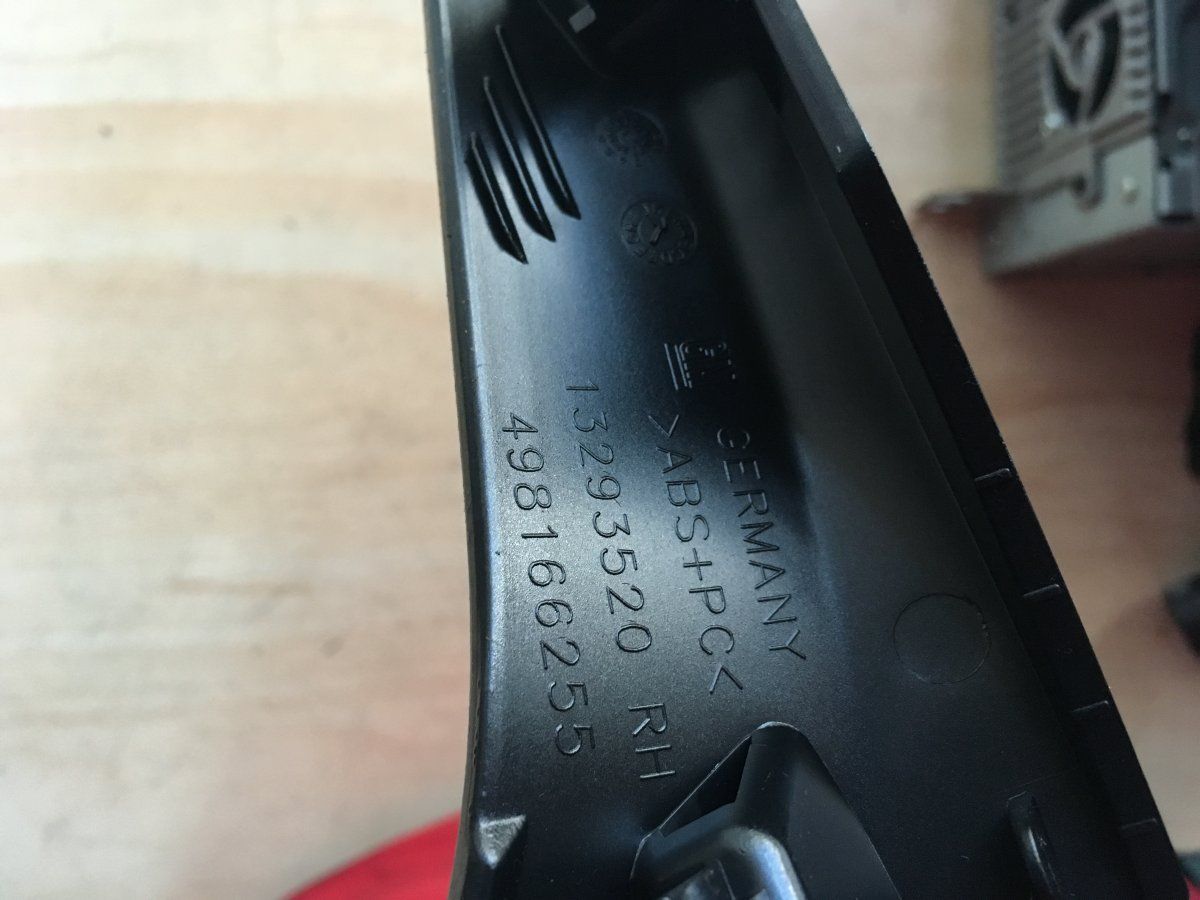 GM
GERMANY
>ABS+PC<
13293520 RH
498166255